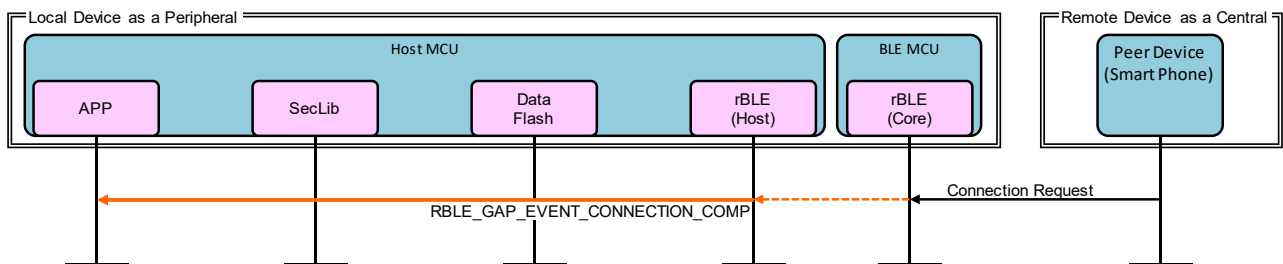 Local Device as a Peripheral
Remote Device as a Central
Host MCU
BLE MCU
Peer Device
(Smart Phone)
APP
SecLib
Data
Flash
rBLE
(Host)
rBLE
(Core)
Connection Request
RBLE_GAP_EVENT_CONNECTION_COMP